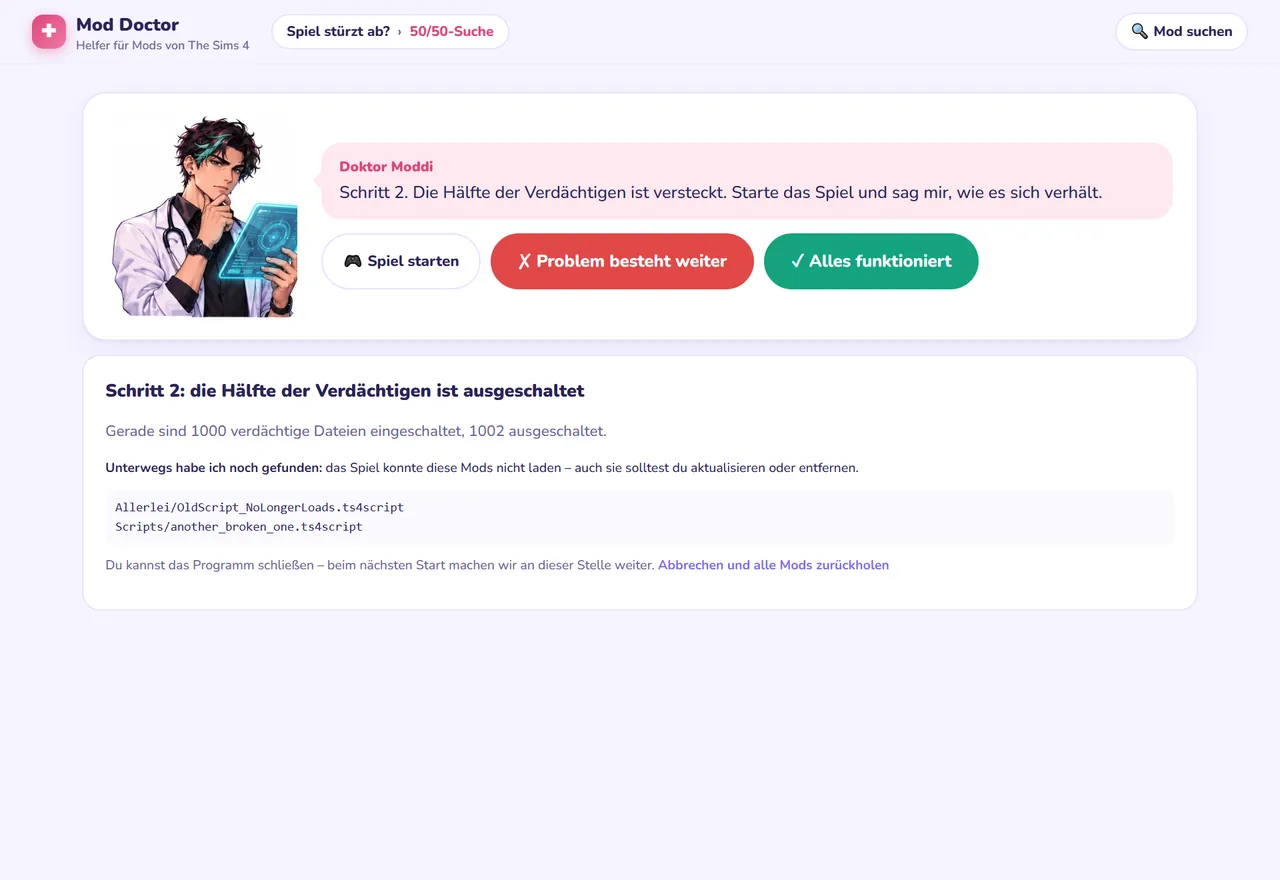 Mod Doctor
Helfer für Mods von The Sims 4
Spiel stürzt ab? › 50/50-Suche
🔍 Mod suchen
Doktor Moddi
Schritt 2. Die Hälfte der Verdächtigen ist versteckt. Starte das Spiel und sag mir, wie es sich verhält.
🎮 Spiel starten
✗ Problem besteht weiter
✓ Alles funktioniert
Schritt 2: die Hälfte der Verdächtigen ist ausgeschaltet
Gerade sind 1000 verdächtige Dateien eingeschaltet, 1002 ausgeschaltet.
Unterwegs habe ich noch gefunden: das Spiel konnte diese Mods nicht laden – auch sie solltest du aktualisieren oder entfernen.
Allerlei/OldScript_NoLongerLoads.ts4script
Scripts/another_broken_one.ts4script
Du kannst das Programm schließen – beim nächsten Start machen wir an dieser Stelle weiter. Abbrechen und alle Mods zurückholen